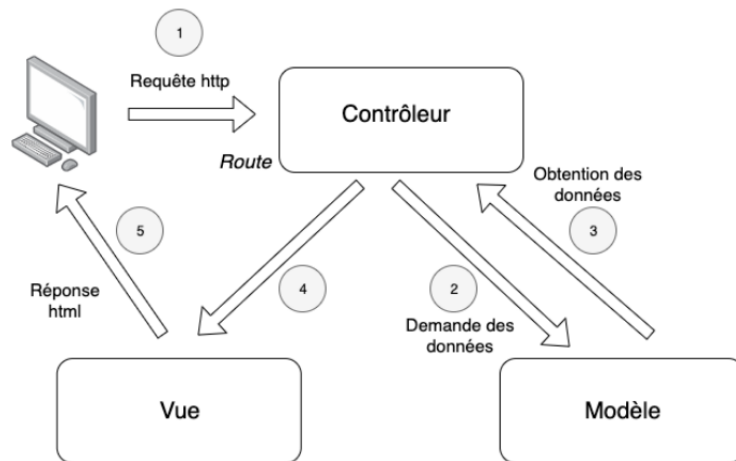 1
Requête http
Contrôleur
Route
Obtention des
données
5
3
4
2
Réponse
html
Demande des
données
Vue
Modèle